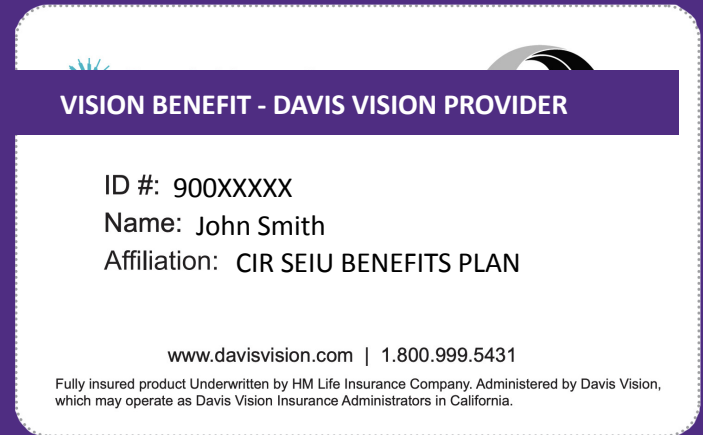 VISION BENEFIT - DAVIS VISION PROVIDER
ID #: 900XXXXX
Name: John Smith
Affiliation: CIR SEIU BENEFITS PLAN
www.davisvision.com | 1.800.999.5431
Fully insured product Underwritten by HM Life Insurance Company. Administered by Davis Vision,
which may operate as Davis Vision Insurance Administrators in California.